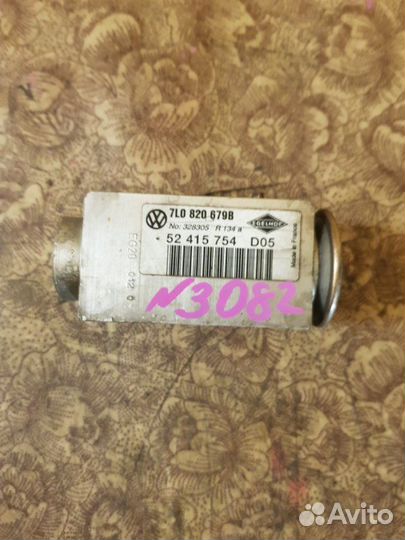 7L0 820 679B
No: 328305 R 134 a
EGELHOF
52 415 754 D05
Made in France
N3082
Avito